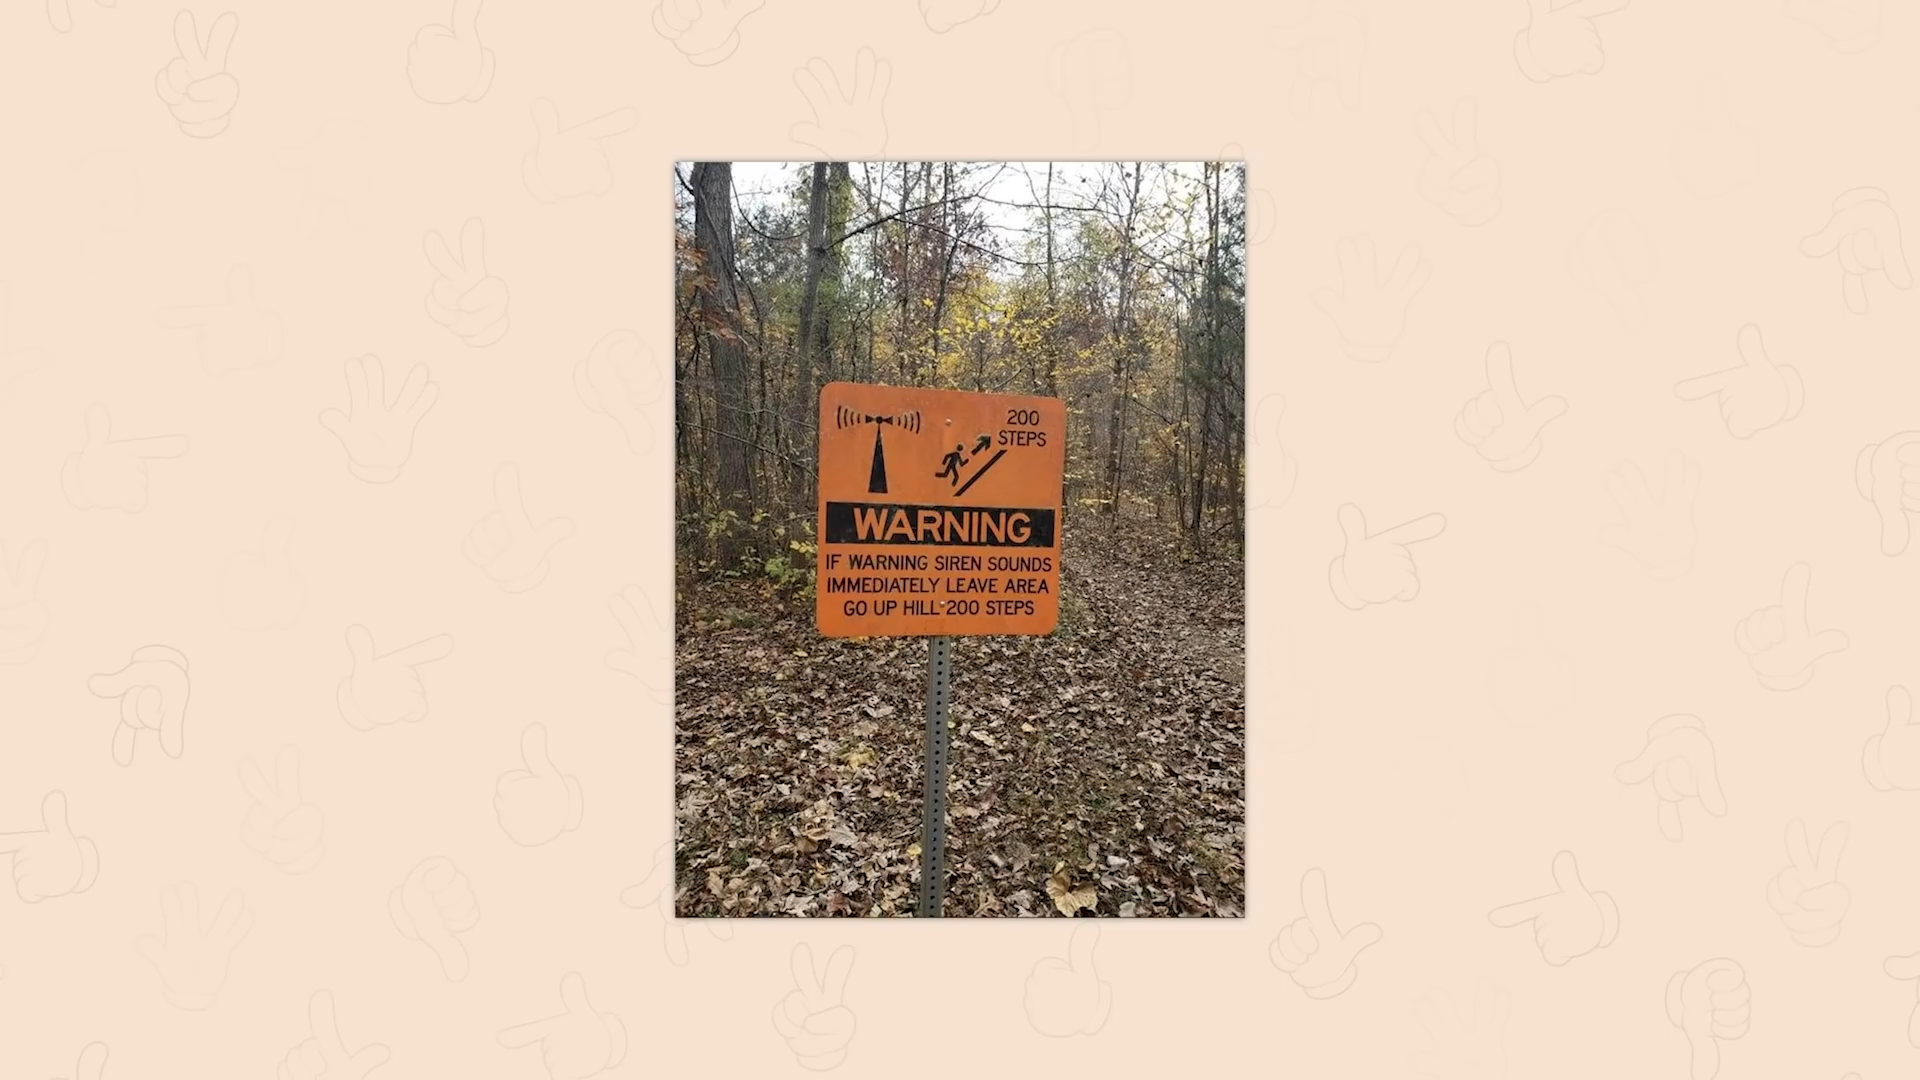 200
STEPS
WARNING
IF WARNING SIREN SOUNDS
IMMEDIATELY LEAVE AREA
GO UP HILL 200 STEPS